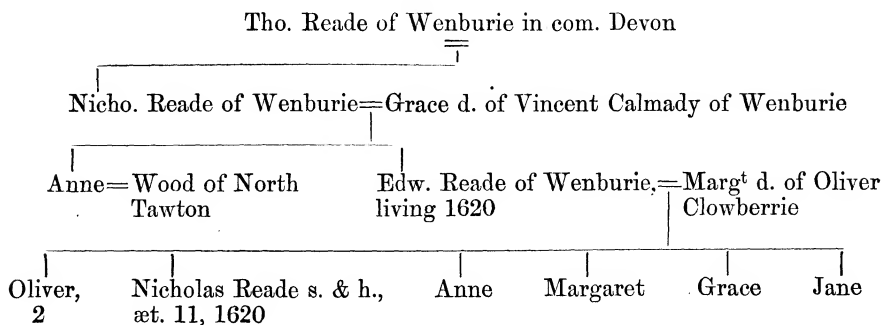 Tho. Reade of Wenburie in com. Devon
Nicho. Reade of Wenburie=Grace d. of Vincent Calmady of Wenburie
Anne=Wood of North Tawton
Edw. Reade of Wenburie, living 1620
=Margᵗ d. of Oliver Clowberrie
Oliver, 2
Nicholas Reade s. & h., æt. 11, 1620
Anne
Margaret
Grace
Jane